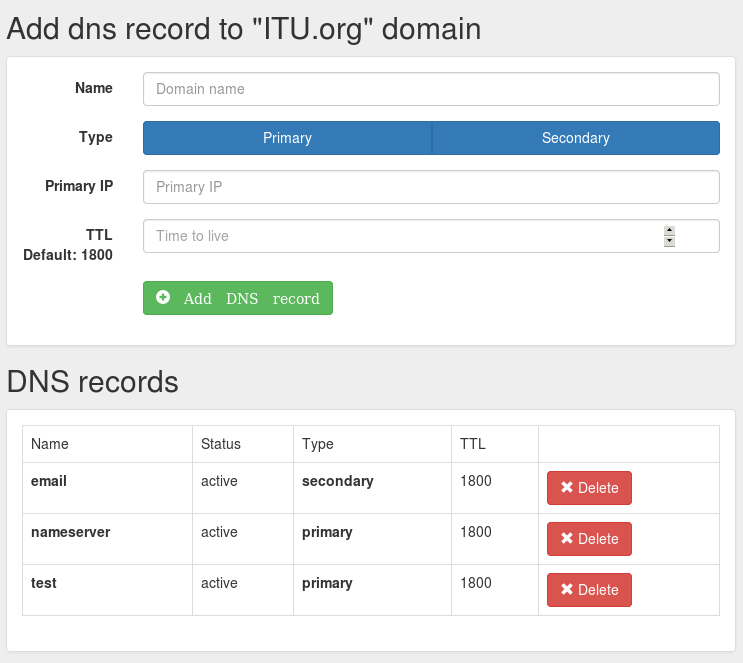 Add dns record to "ITU.org" domain
Name Domain name
Type Primary Secondary
Primary IP Primary IP
TTL Time to live
Default: 1800
Add DNS record
DNS records
Name Status Type TTL
email active secondary 1800 Delete
nameserver active primary 1800 Delete
test active primary 1800 Delete